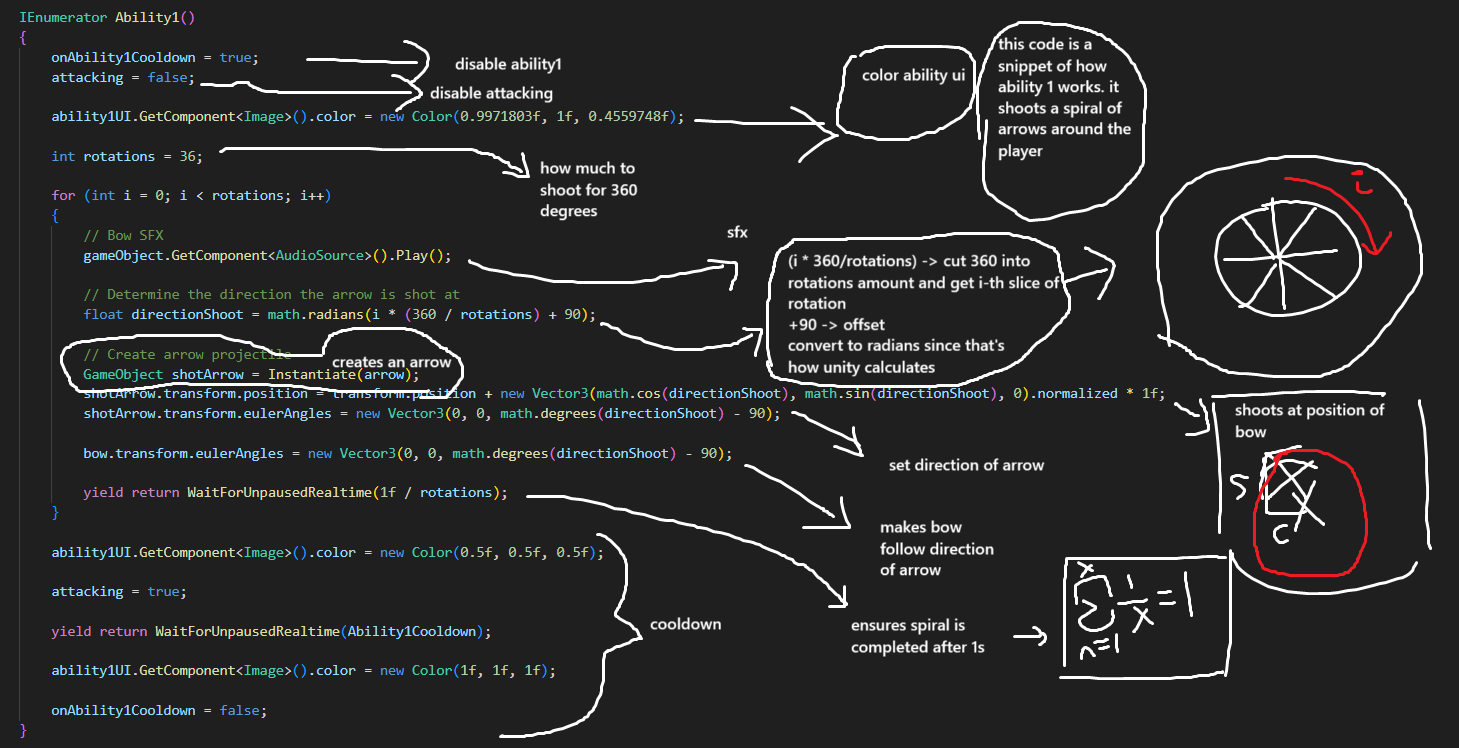 IEnumerator Ability1()
{
onAbility1Cooldown = true;
disable ability1
attacking = false;
disable attacking
ability1UI.GetComponent<Image>().color = new Color(0.9971803f, 1f, 0.4559748f);
color ability ui
this code is a
snippet of how
ability 1 works. it
shoots a spiral of
arrows around the
player
int rotations = 36;
how much to
shoot for 360
degrees
for (int i = 0; i < rotations; i++)
{
// Bow SFX
gameObject.GetComponent<AudioSource>().Play();
sfx
// Determine the direction the arrow is shot at
float directionShoot = math.radians(i * (360 / rotations) + 90);
(i * 360/rotations) -> cut 360 into
rotations amount and get i-th slice of
rotation
+90 -> offset
convert to radians since that's
how unity calculates
i
// Create arrow projectile
creates an arrow
GameObject shotArrow = Instantiate(arrow);
shotArrow.transform.position = transform.position + new Vector3(math.cos(directionShoot), math.sin(directionShoot), 0).normalized * 1f;
shoots at position of
bow
S
C
shotArrow.transform.eulerAngles = new Vector3(0, 0, math.degrees(directionShoot) - 90);
set direction of arrow
bow.transform.eulerAngles = new Vector3(0, 0, math.degrees(directionShoot) - 90);
makes bow
follow direction
of arrow
yield return WaitForUnpausedRealtime(1f / rotations);
ensures spiral is
completed after 1s
x
Σ 1/x = 1
n=1
}
ability1UI.GetComponent<Image>().color = new Color(0.5f, 0.5f, 0.5f);
attacking = true;
yield return WaitForUnpausedRealtime(Ability1Cooldown);
cooldown
ability1UI.GetComponent<Image>().color = new Color(1f, 1f, 1f);
onAbility1Cooldown = false;
}